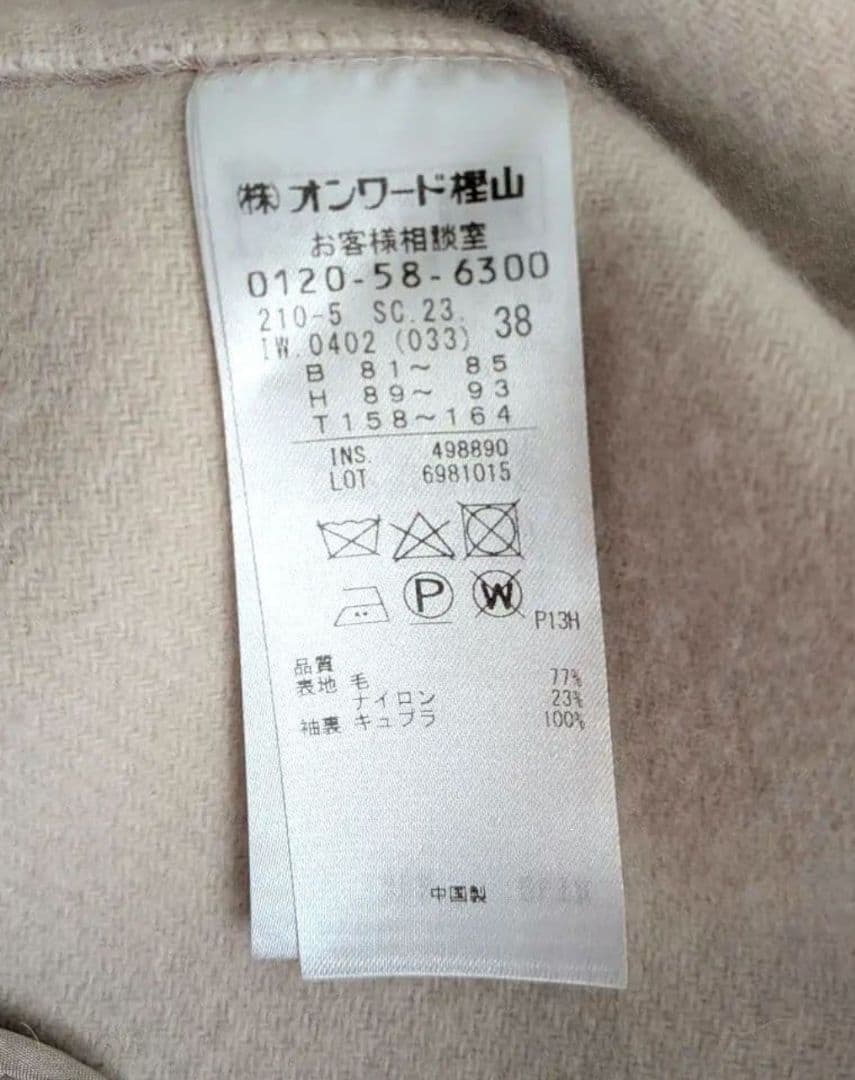 ㈱オンワード樫山
お客様相談室
0120-58-6300
210-5 SC.23.
IW.0402 (033) 38
B 81〜 85
H 89〜 93
T158〜164
INS. 498890
LOT 6981015
P
W
P13H
品質
表地 毛 77%
ナイロン 23%
袖裏 キュプラ 100%
中国製